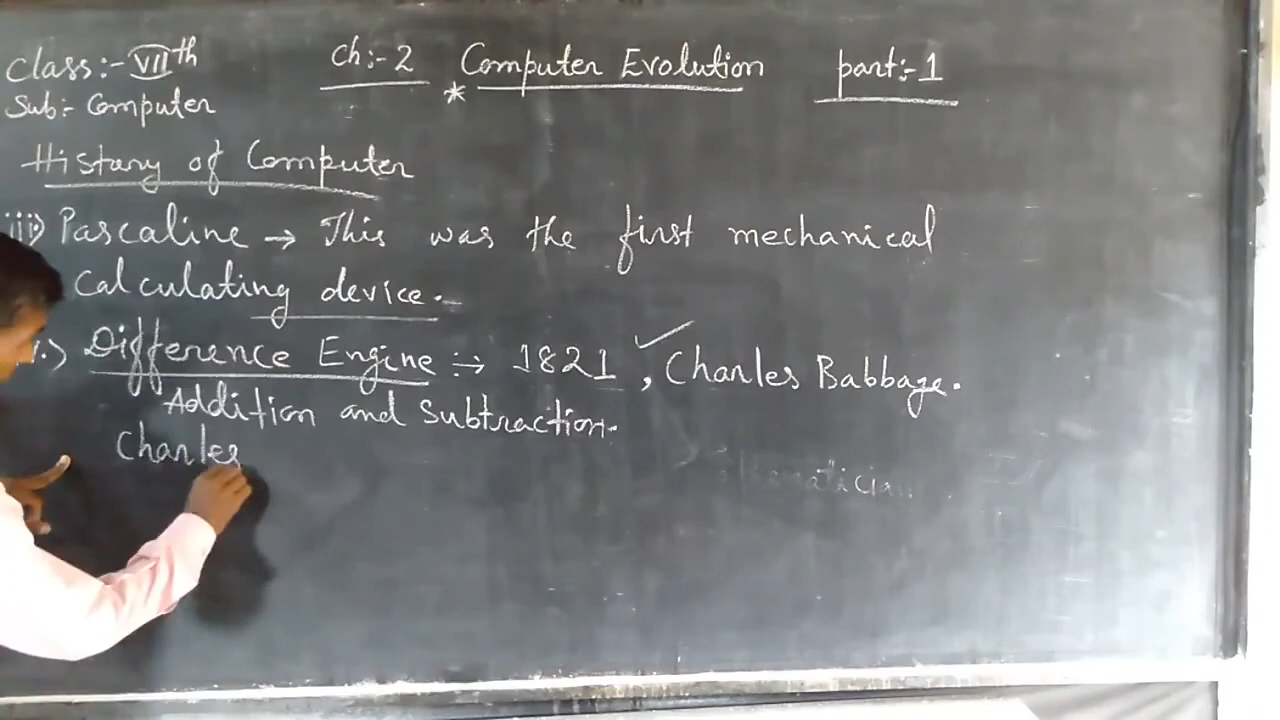 Class:- VIIth ch:- 2 Computer Evolution part:- 1
Sub:- Computer *
History of Computer
iii) Pascaline → This was the first mechanical
calculating device.
Difference Engine :→ 1821 ✓, Charles Babbage.
Addition and Subtraction.
Charles